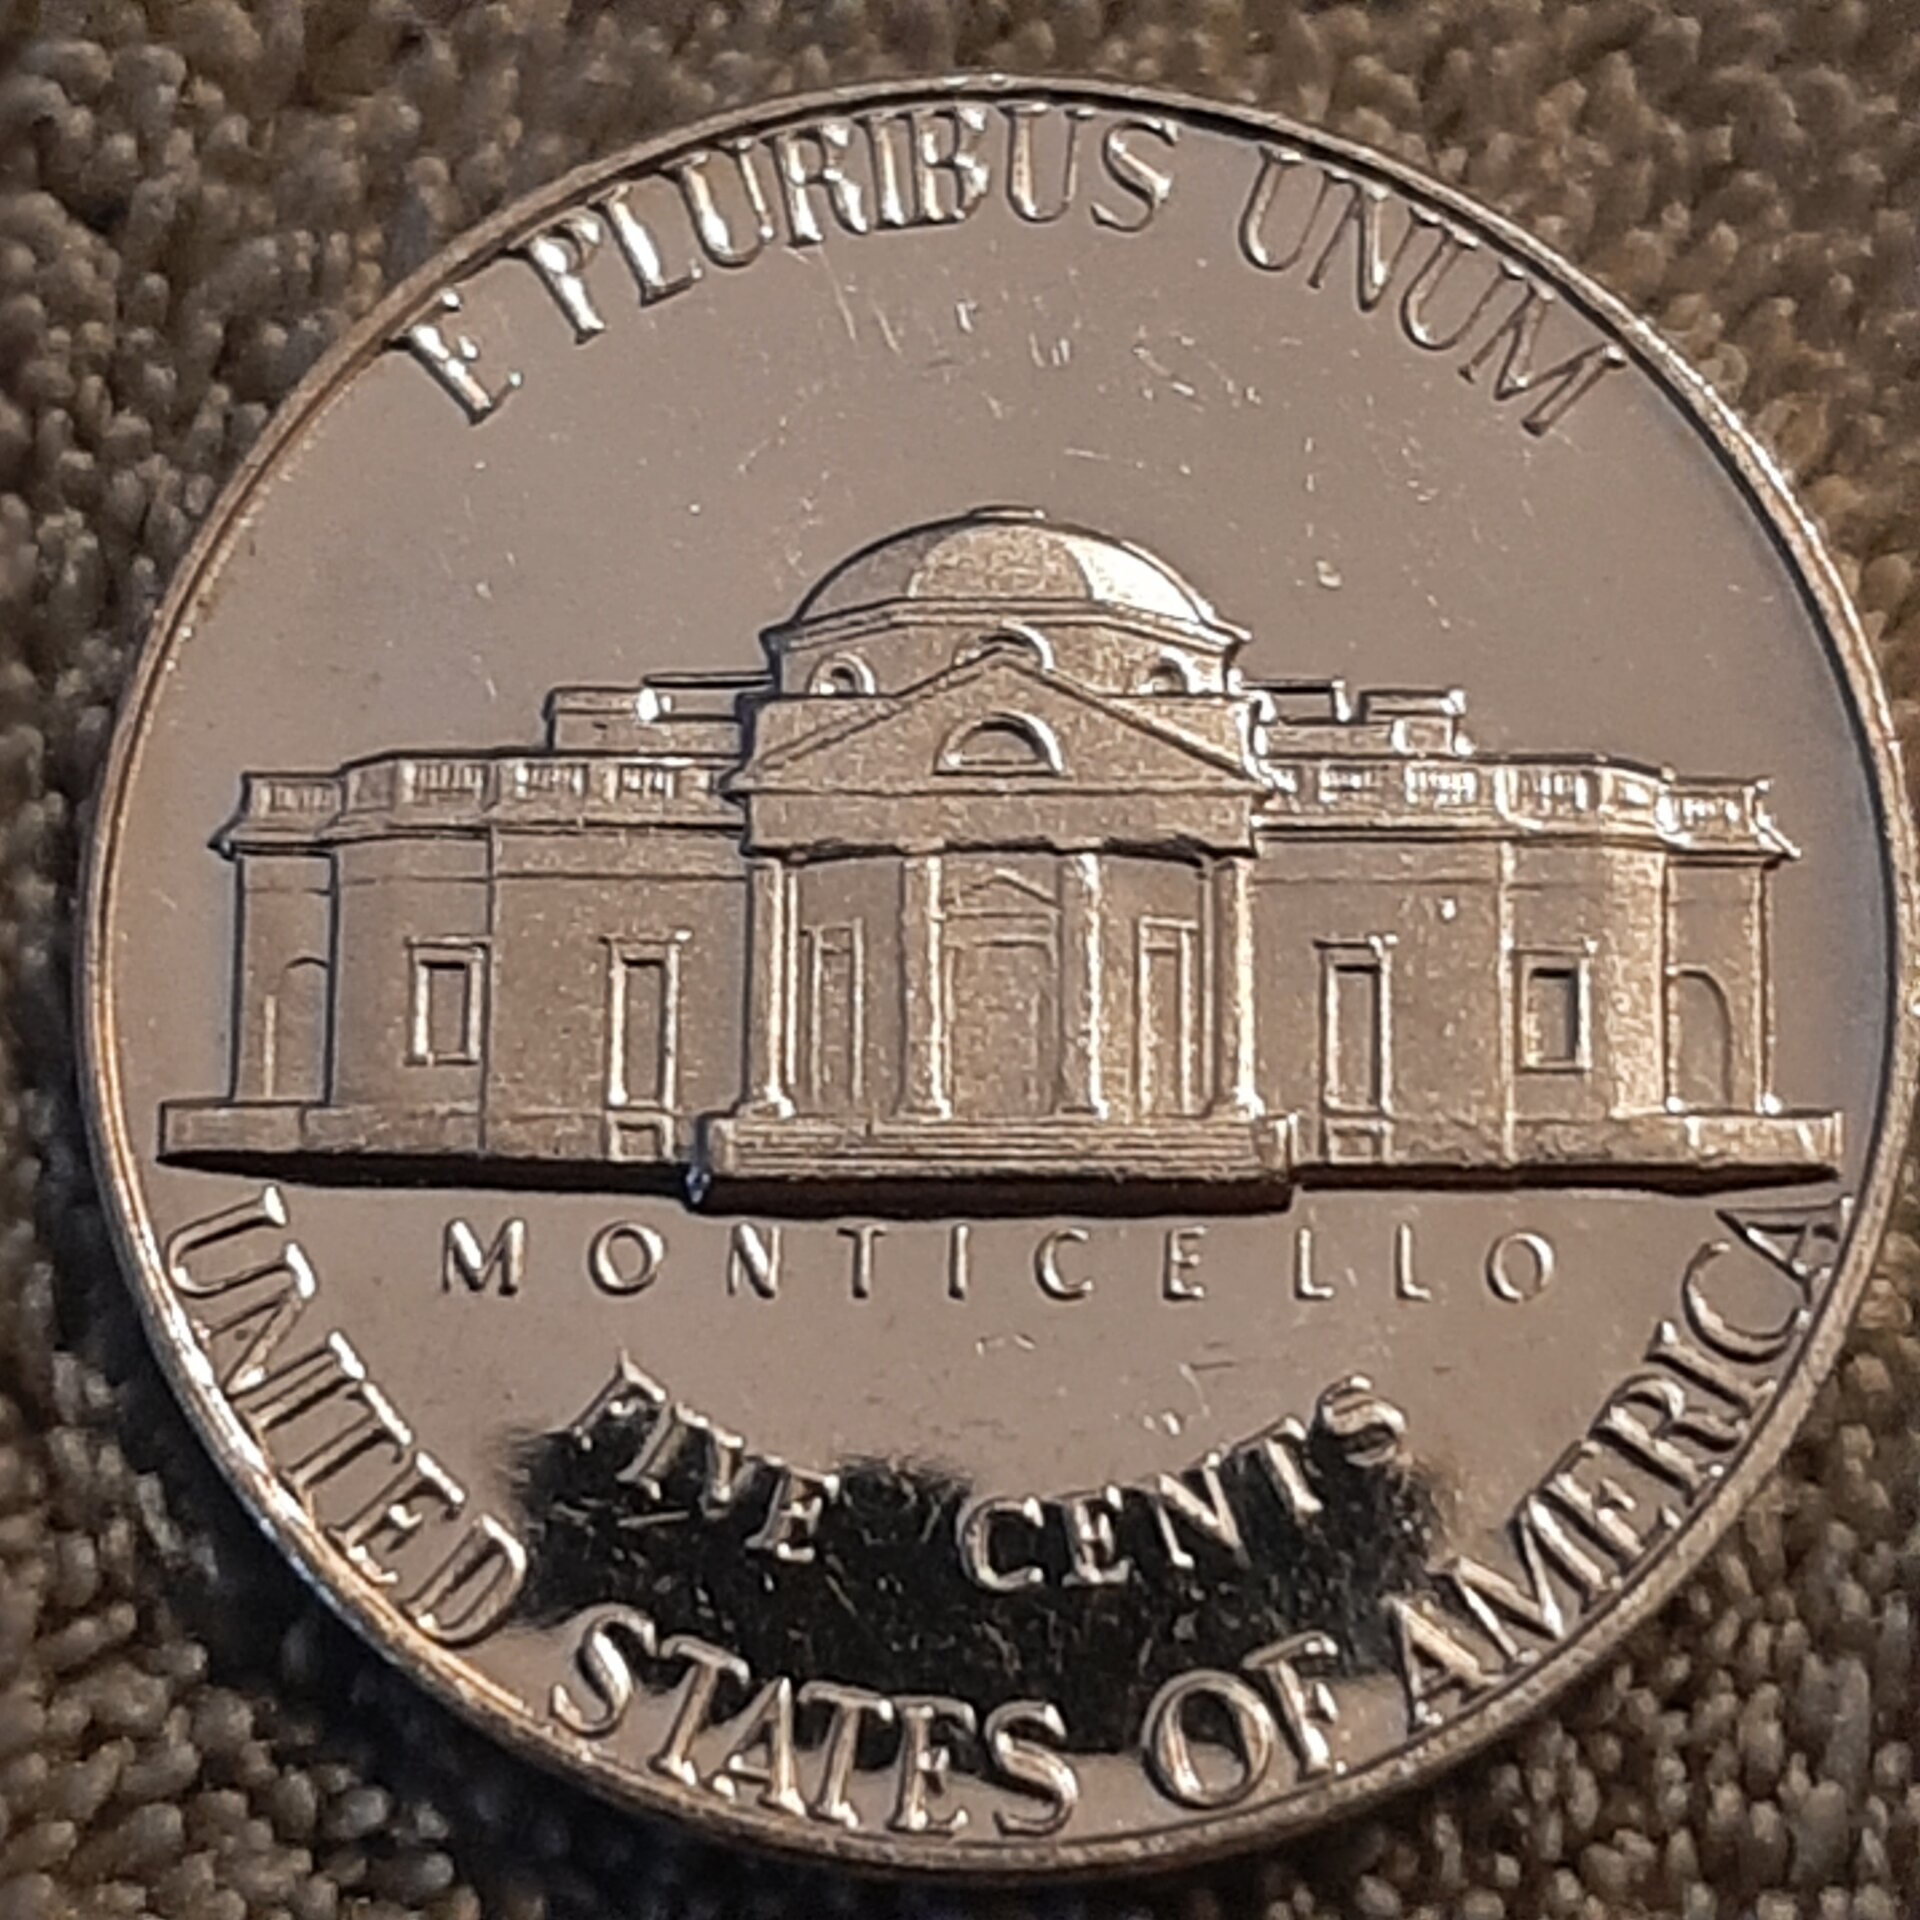 E PLURIBUS UNUM
MONTICELLO
FIVE CENTS
UNITED STATES OF AMERICA